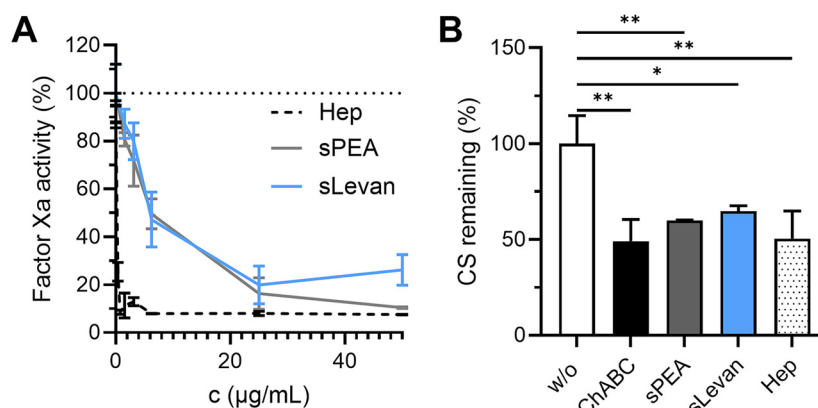 A
Factor Xa activity (%)
120
100
80
60
40
20
0
Hep
sPEA
sLevan
0
20
40
c (µg/mL)
B
CS remaining (%)
150
100
50
0
**
**
*
**
w/o
ChABC
sPEA
sLevan
Hep